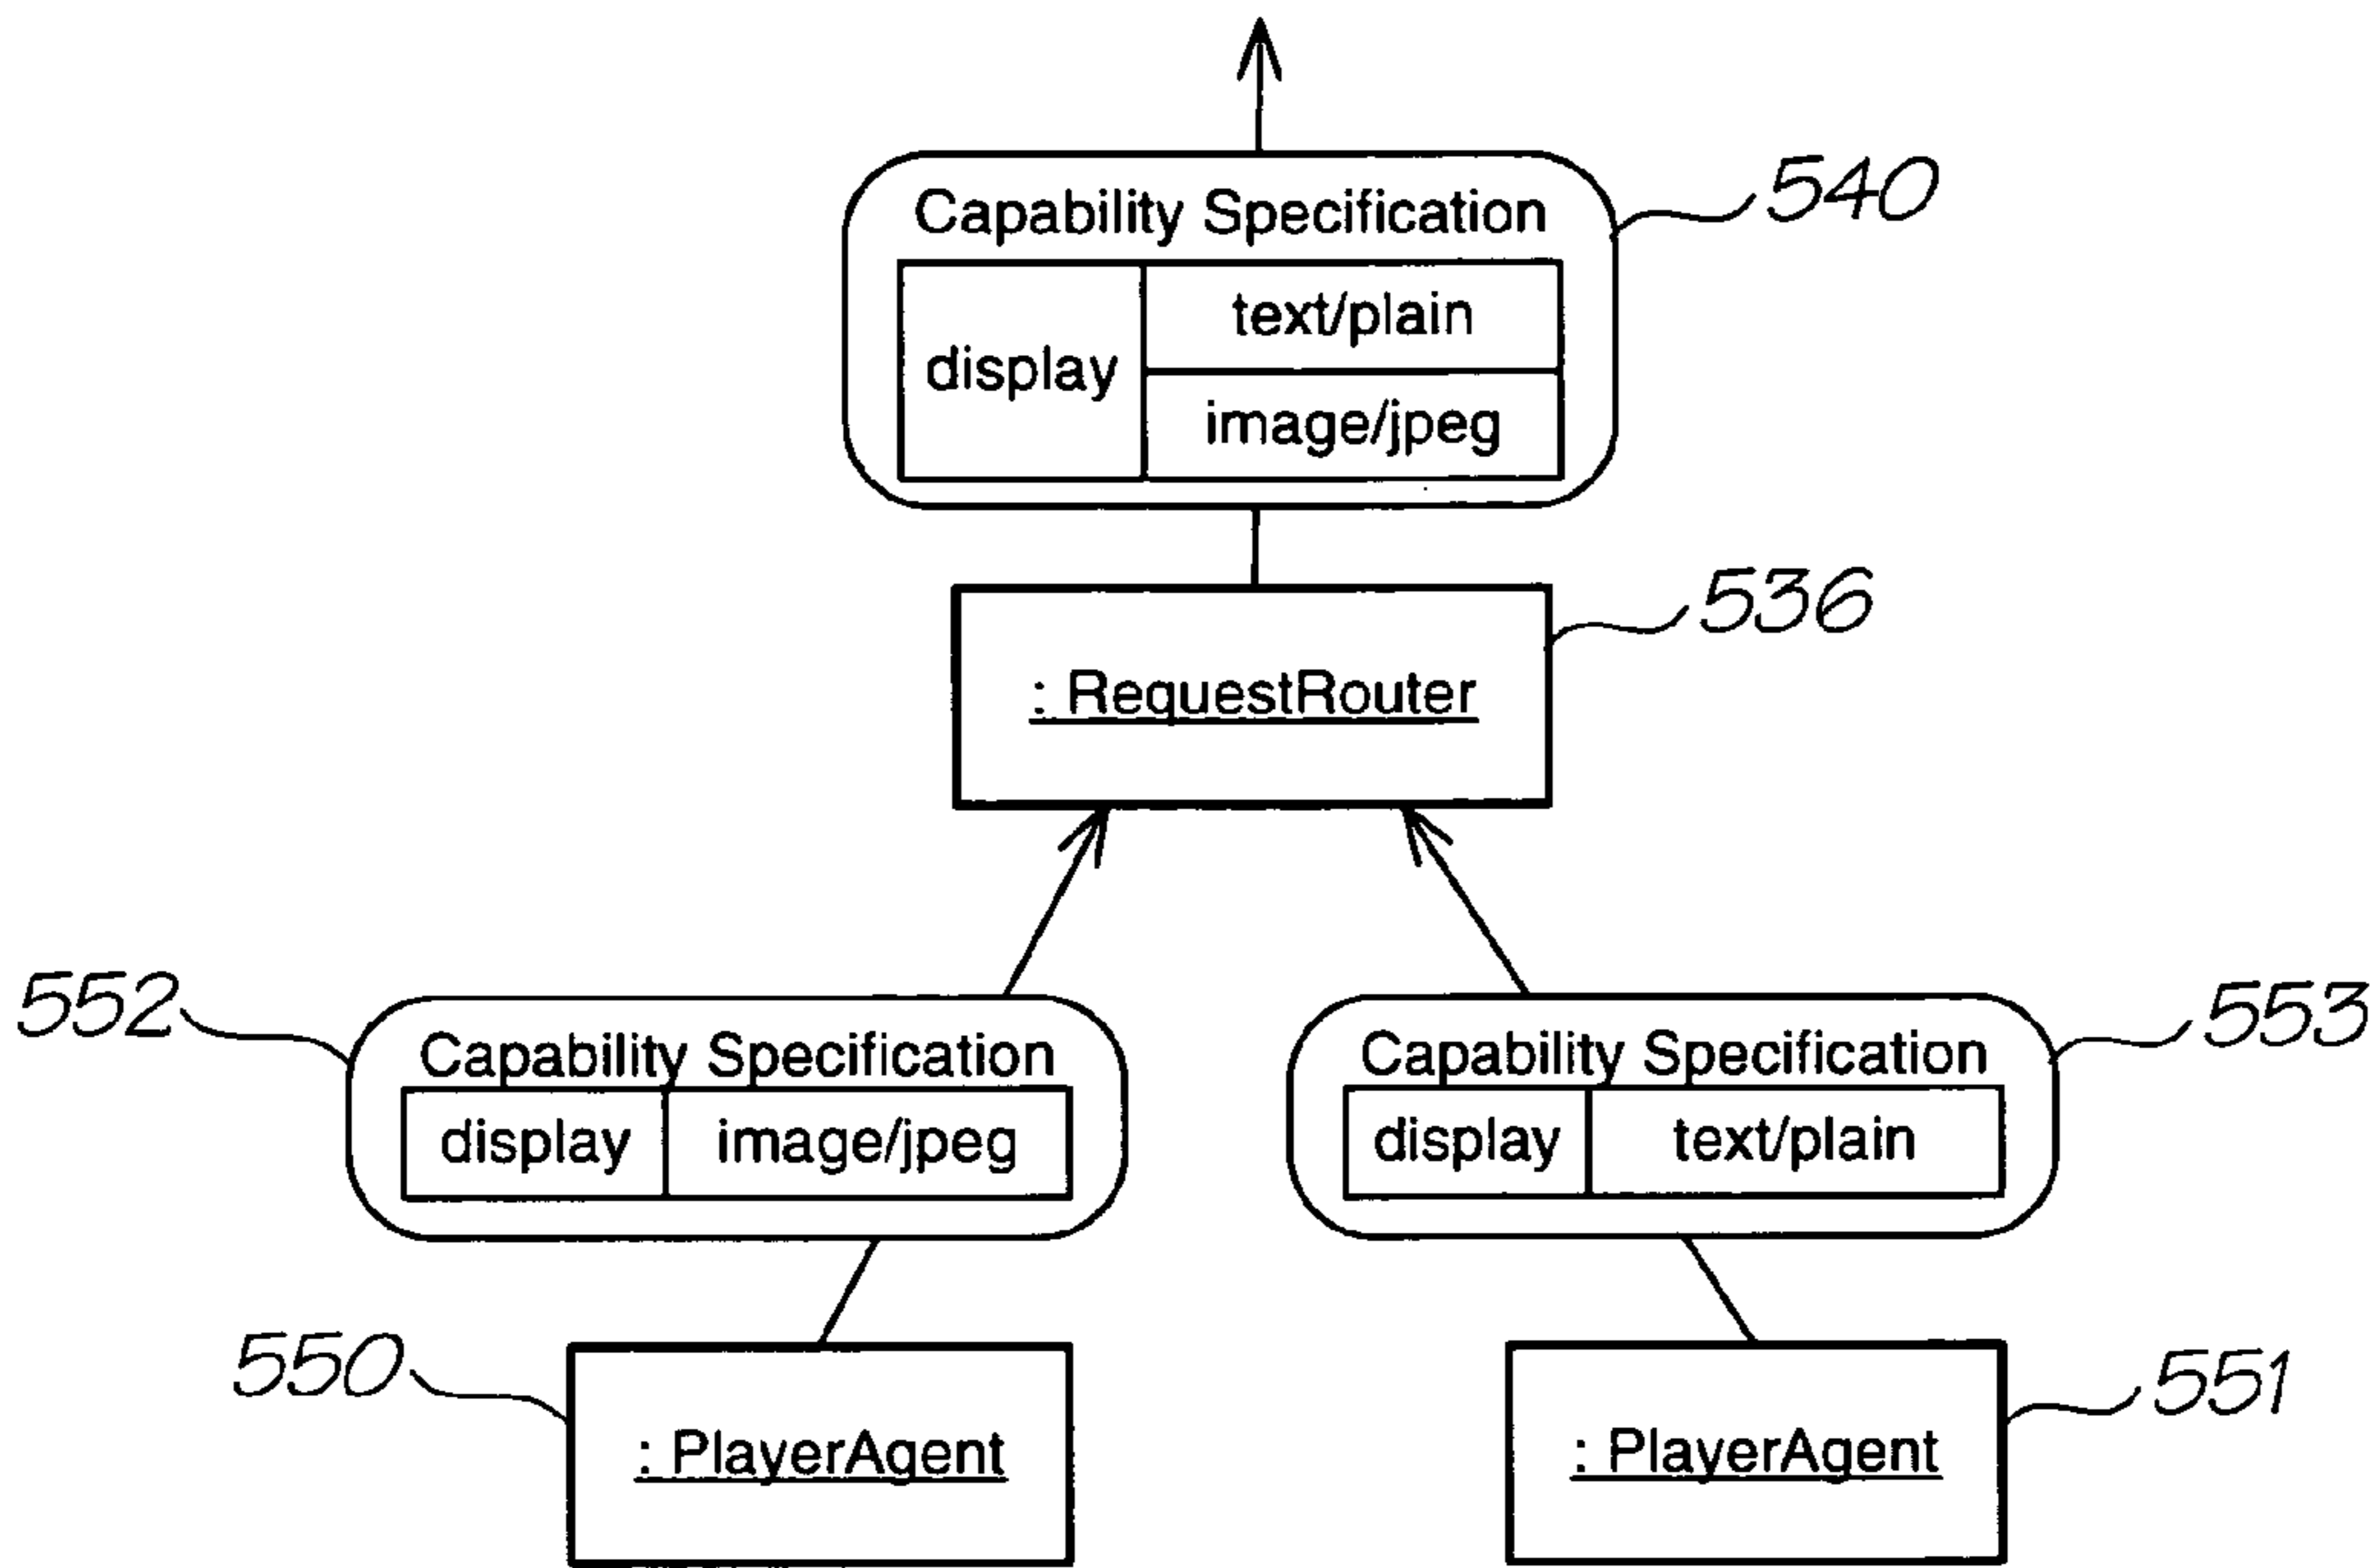 540
Capability Specification
text/plain
display
image/jpeg
536
: RequestRouter
552
553
Capability Specification
display
image/jpeg
Capability Specification
display
text/plain
550
551
: PlayerAgent
: PlayerAgent